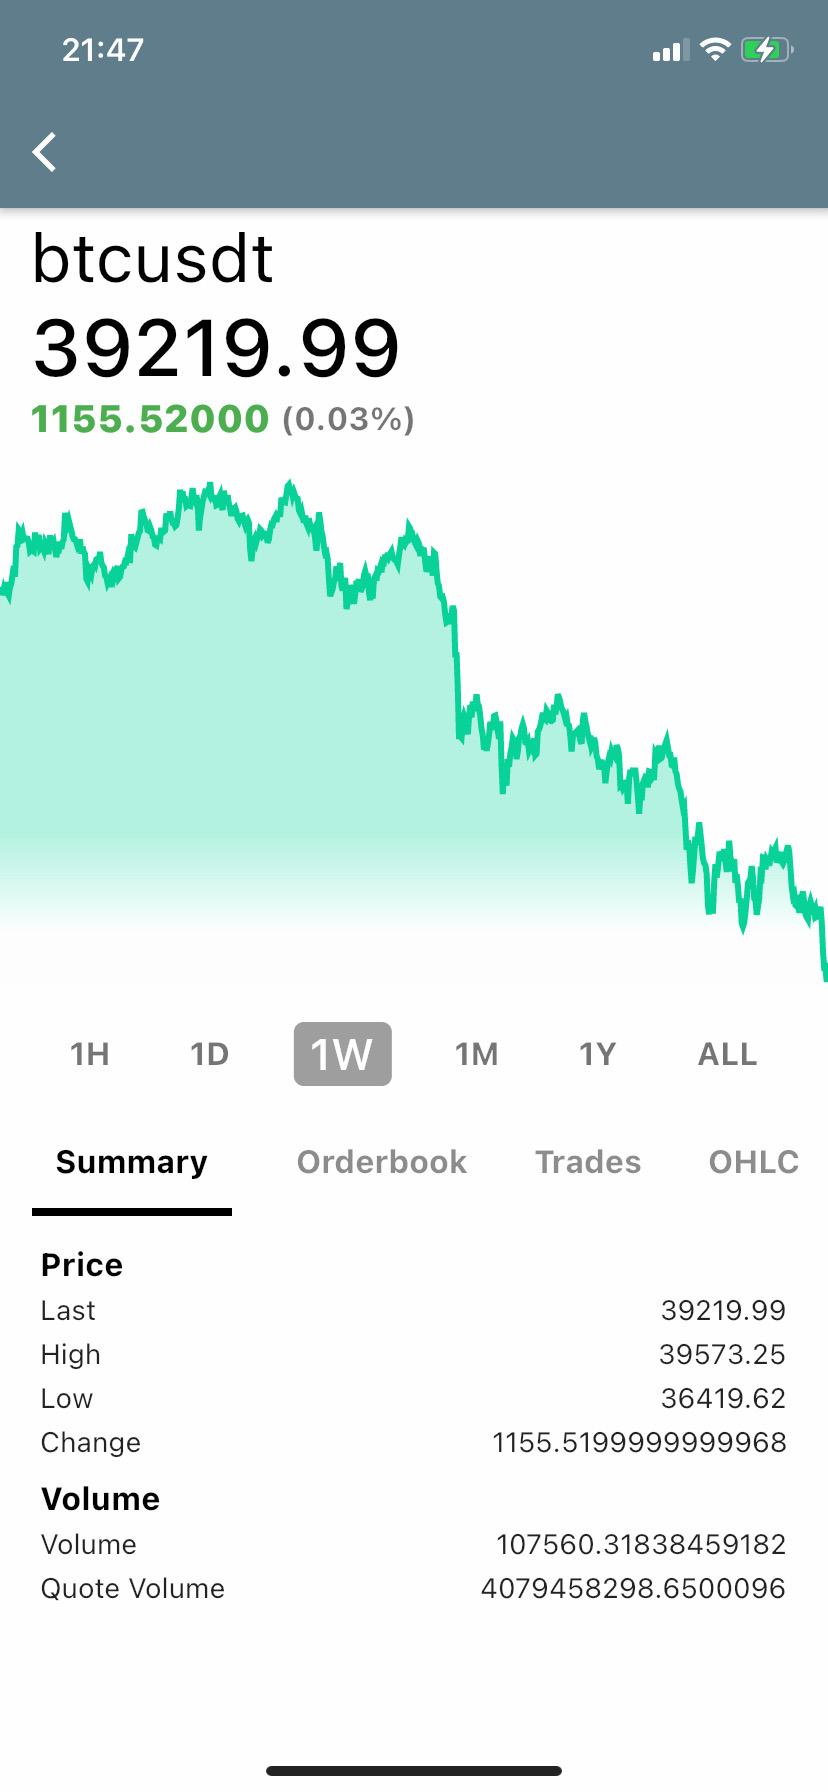 21:47
btcusdt
39219.99
1155.52000 (0.03%)
1H 1D 1W 1M 1Y ALL
Summary Orderbook Trades OHLC
Price
Last 39219.99
High 39573.25
Low 36419.62
Change 1155.5199999999968
Volume
Volume 107560.31838459182
Quote Volume 4079458298.6500096